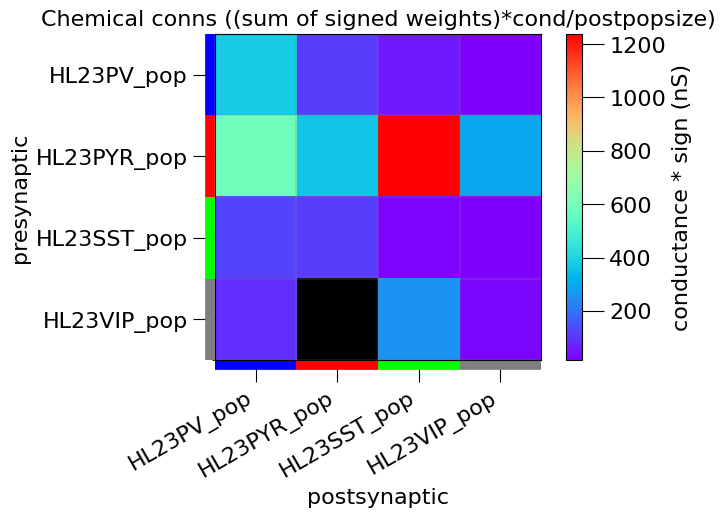 Chemical conns ((sum of signed weights)*cond/postpopsize)
HL23PV_pop
HL23PYR_pop
HL23SST_pop
HL23VIP_pop
presynaptic
HL23PV_pop
HL23PYR_pop
HL23SST_pop
HL23VIP_pop
postsynaptic
1200
1000
800
600
400
200
conductance * sign (nS)